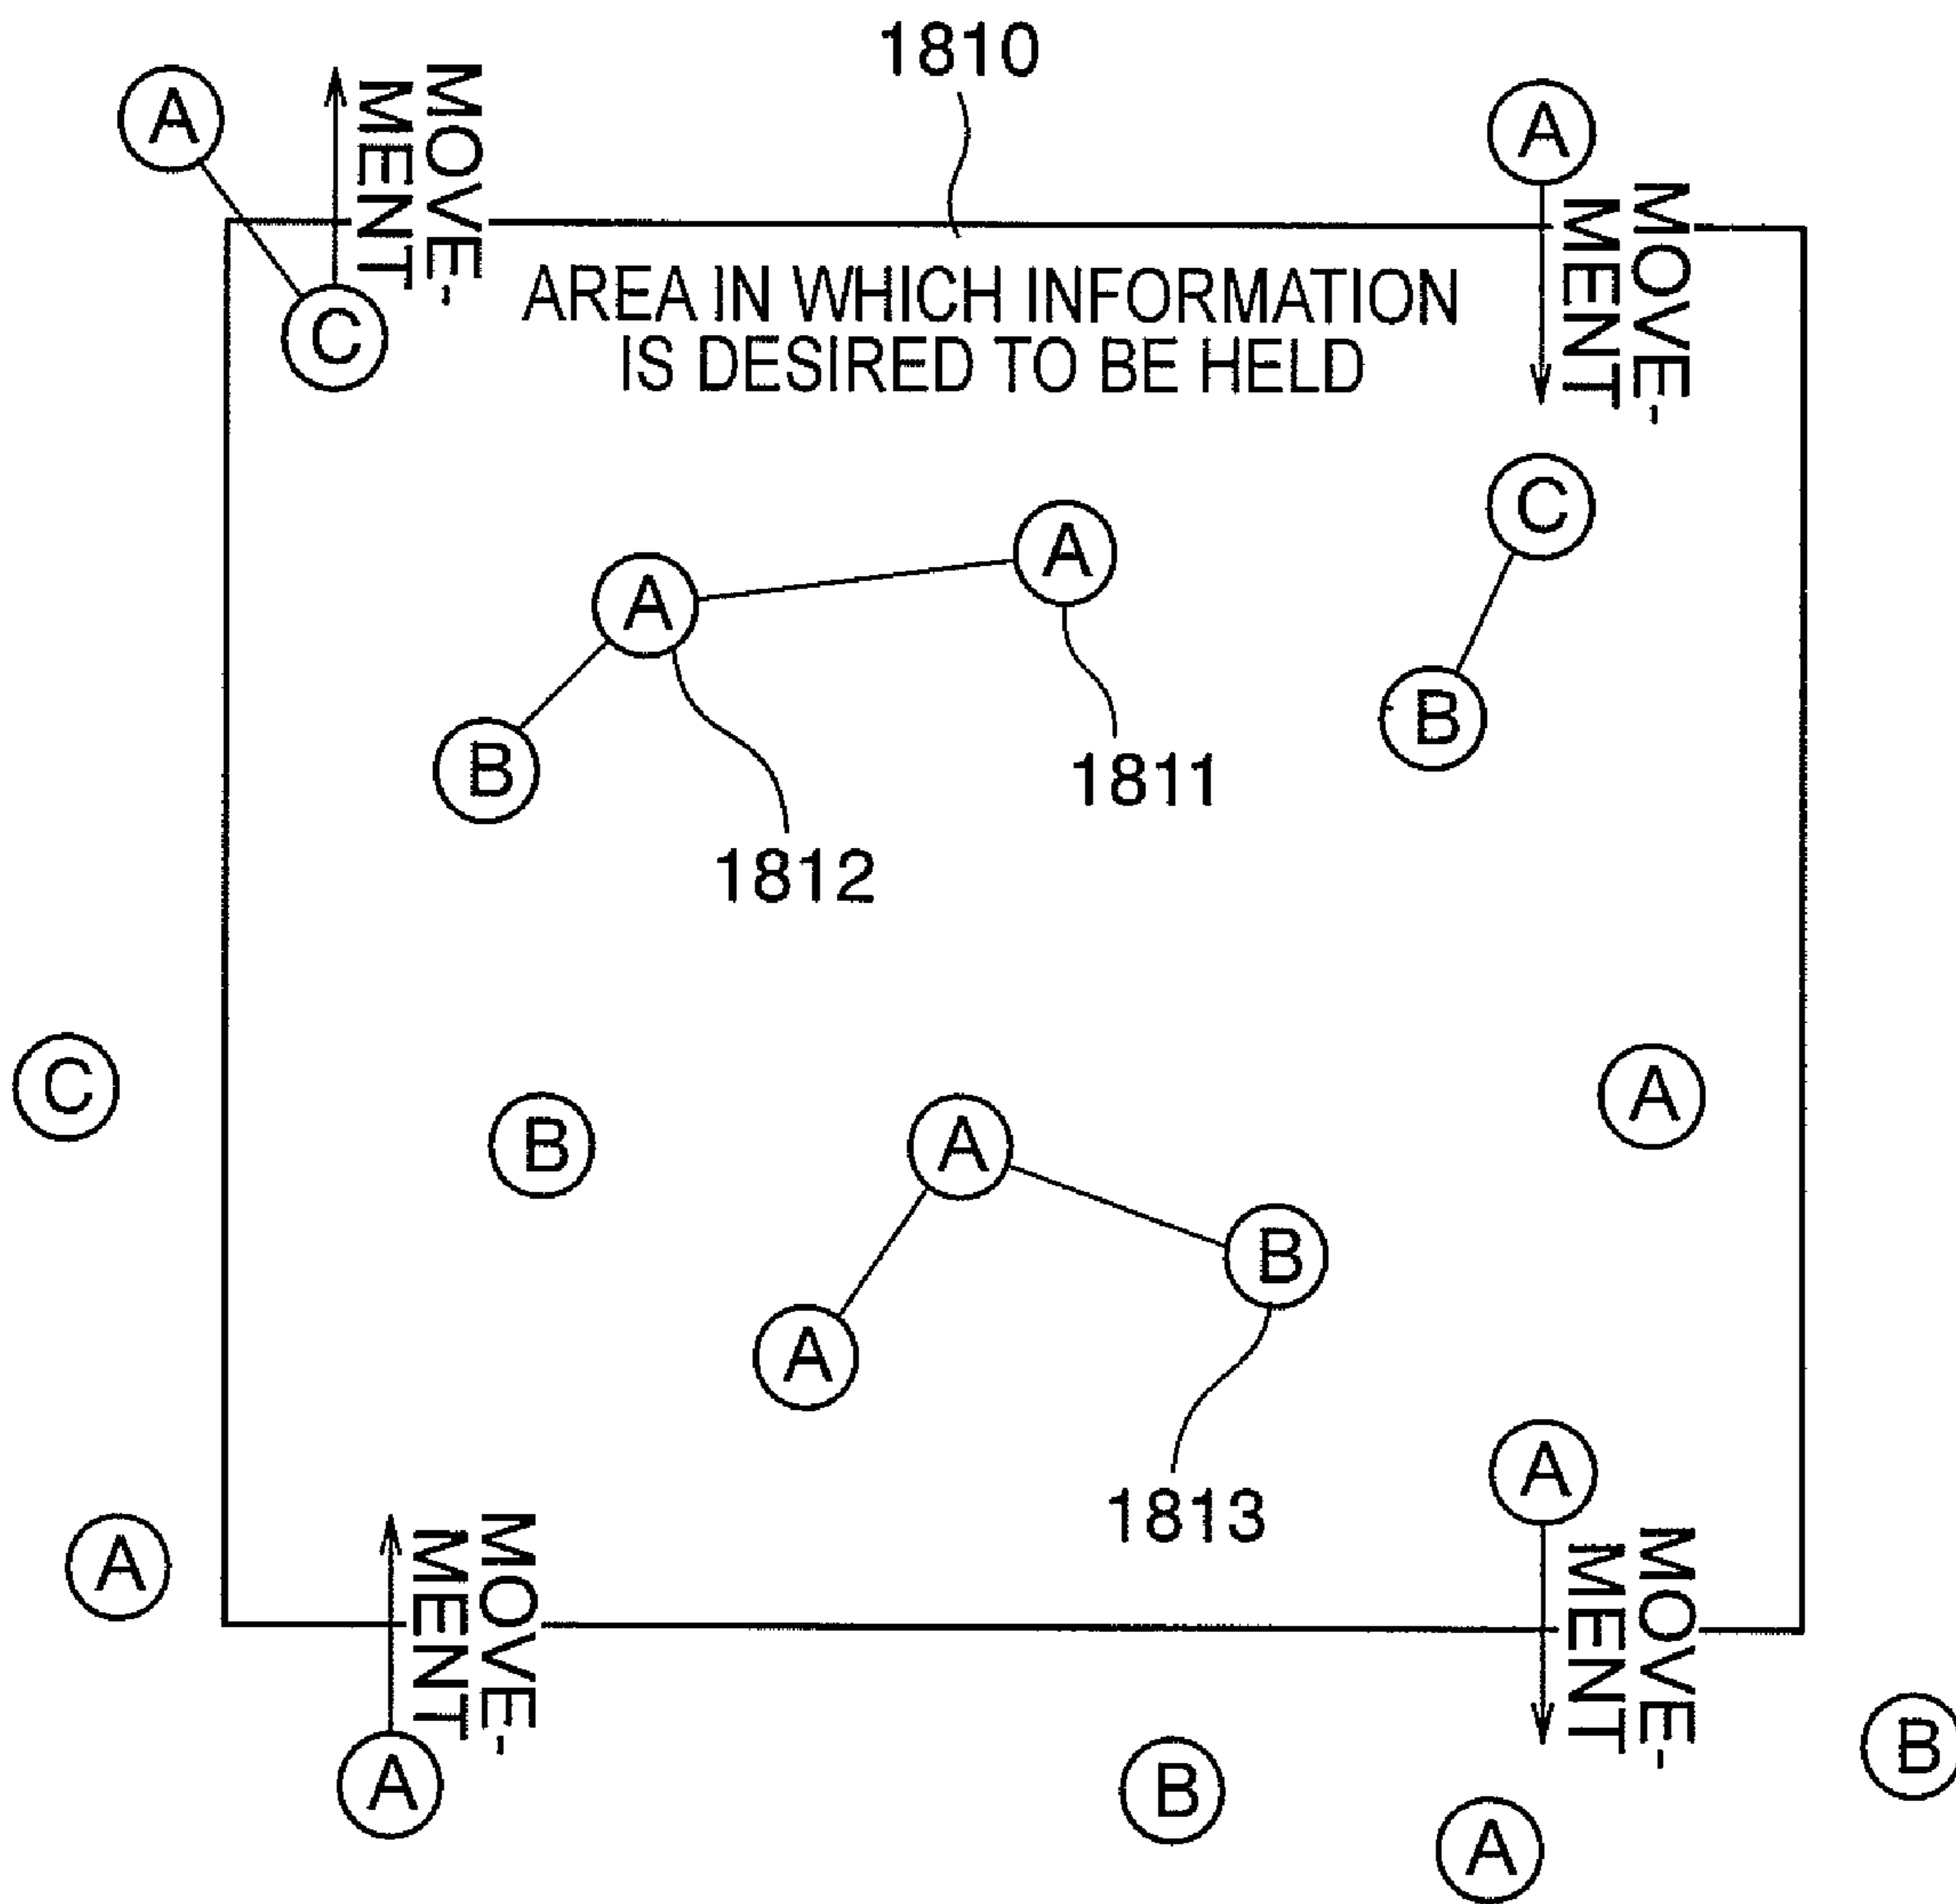 1810
A
MOVE-
MENT
A
MOVE-
MENT
AREA IN WHICH INFORMATION
IS DESIRED TO BE HELD
C
C
A
A
B
B
1811
1812
C
B
A
A
B
A
1813
A
A
MOVE-
MENT
MOVE-
MENT
A
B
B
A